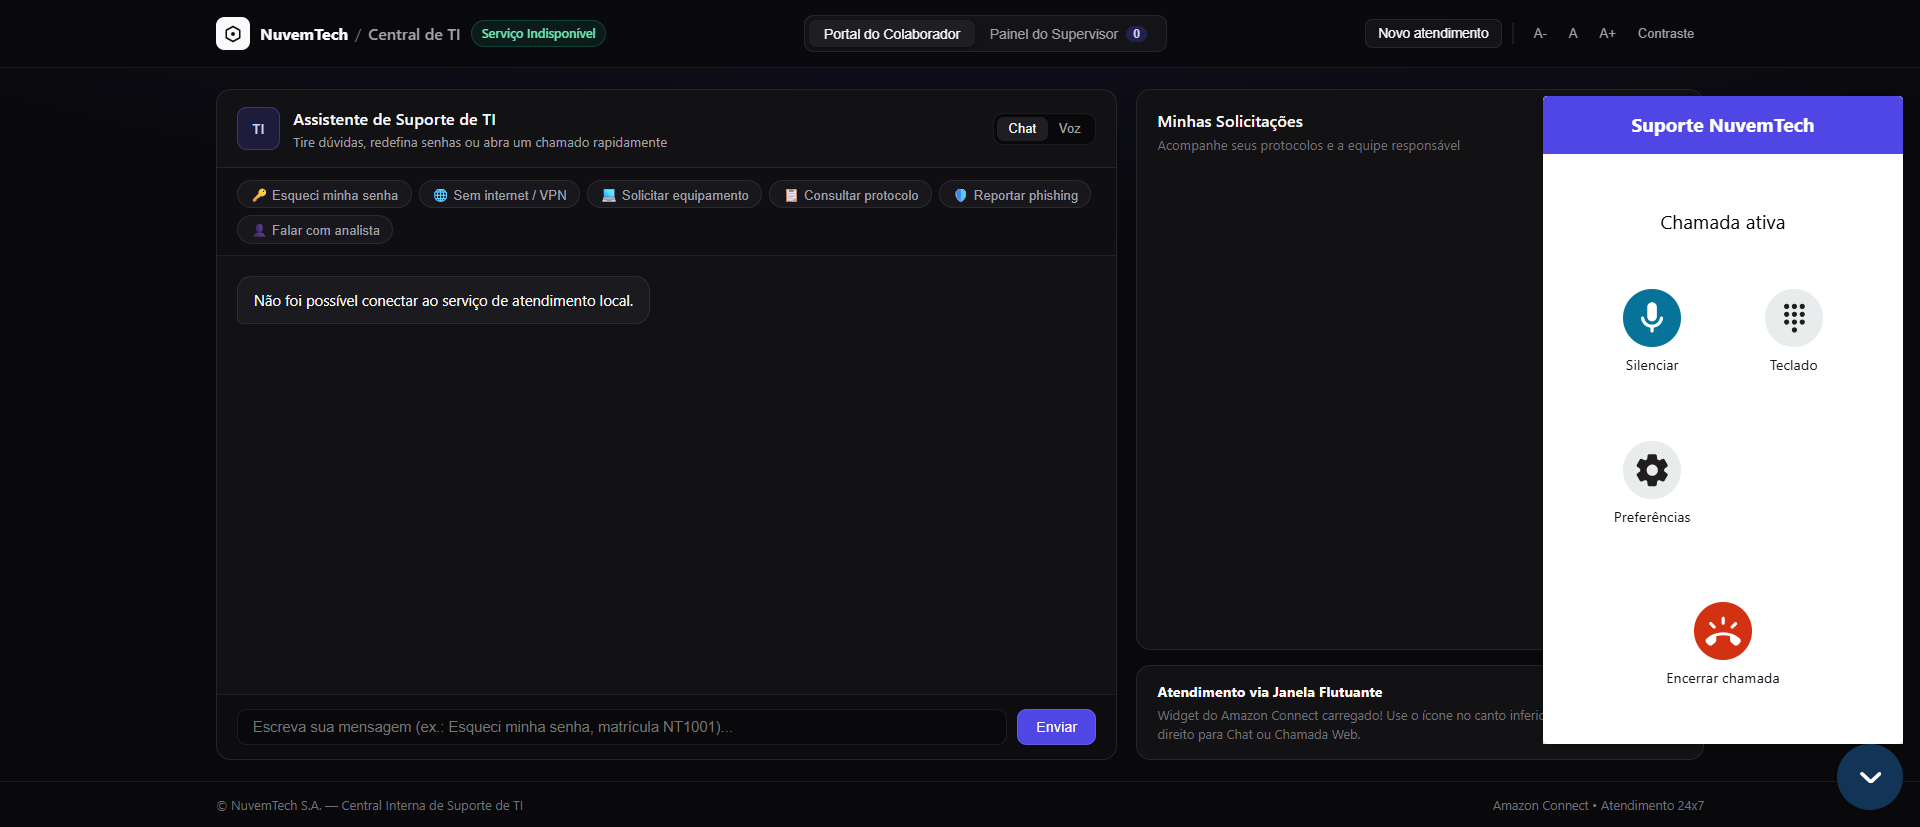 NuvemTech / Central de TI
Serviço Indisponível
Portal do Colaborador
Painel do Supervisor 0
Novo atendimento
A-
A
A+
Contraste
TI
Assistente de Suporte de TI
Tire dúvidas, redefina senhas ou abra um chamado rapidamente
Chat
Voz
Esqueci minha senha
Sem internet / VPN
Solicitar equipamento
Consultar protocolo
Reportar phishing
Falar com analista
Não foi possível conectar ao serviço de atendimento local.
Escreva sua mensagem (ex.: Esqueci minha senha, matrícula NT1001)...
Enviar
Minhas Solicitações
Acompanhe seus protocolos e a equipe responsável
Atendimento via Janela Flutuante
Widget do Amazon Connect carregado! Use o ícone no canto
direito para Chat ou Chamada Web.
Suporte NuvemTech
Chamada ativa
Silenciar
Teclado
Preferências
Encerrar chamada
© NuvemTech S.A. — Central Interna de Suporte de TI
Amazon Connect • Atendimento 24x7